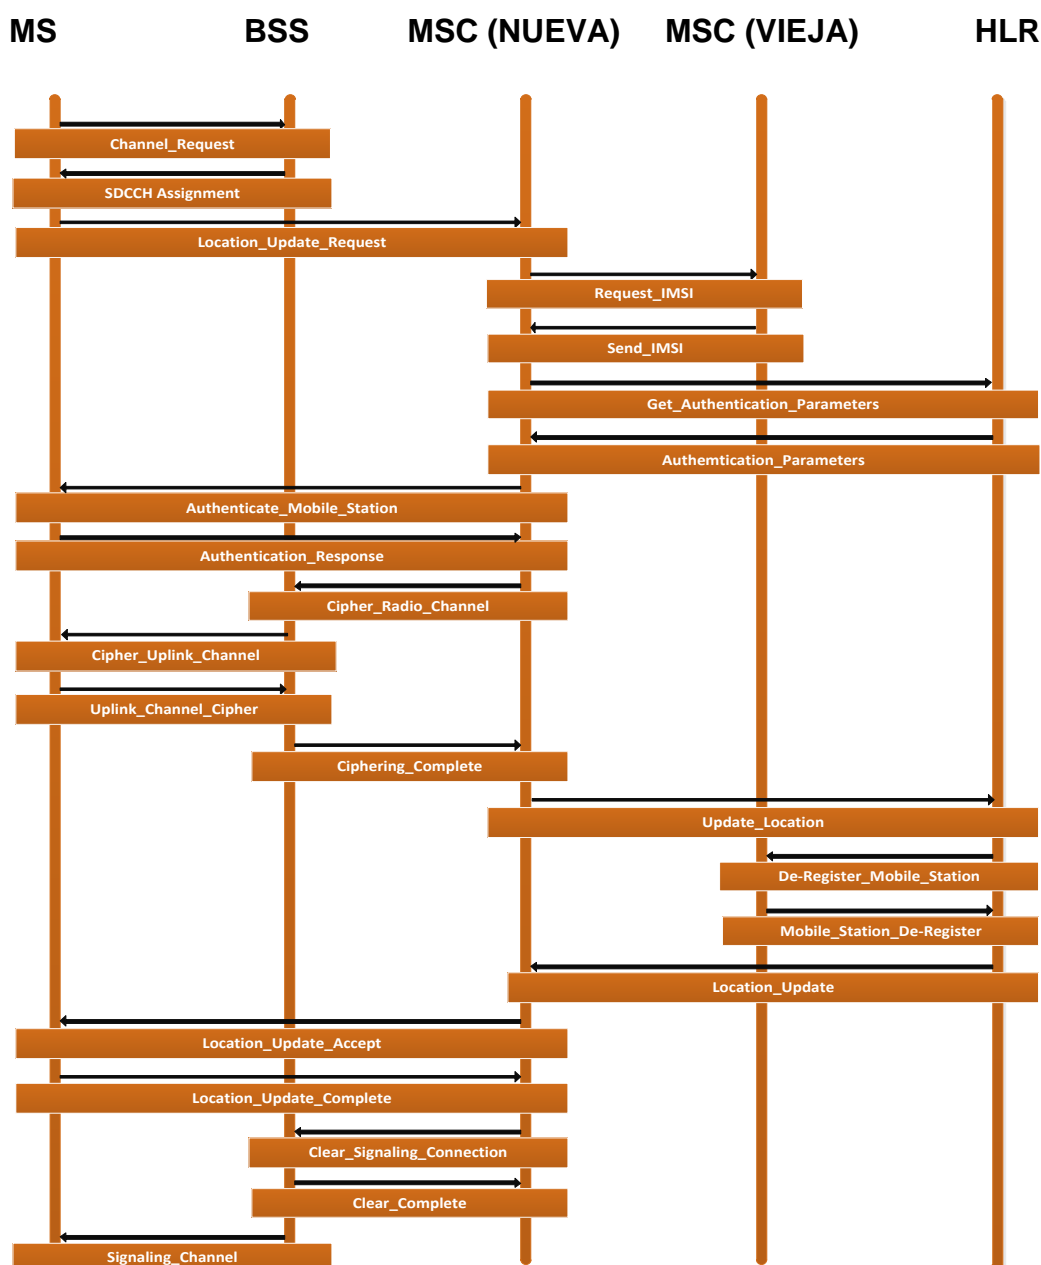 MS BSS MSC (NUEVA) MSC (VIEJA) HLR
Channel_Request
SDCCH Assignment
Location_Update_Request
Request_IMSI
Send_IMSI
Get_Authentication_Parameters
Authemtication_Parameters
Authenticate_Mobile_Station
Authentication_Response
Cipher_Radio_Channel
Cipher_Uplink_Channel
Uplink_Channel_Cipher
Ciphering_Complete
Update_Location
De-Register_Mobile_Station
Mobile_Station_De-Register
Location_Update
Location_Update_Accept
Location_Update_Complete
Clear_Signaling_Connection
Clear_Complete
Signaling_Channel